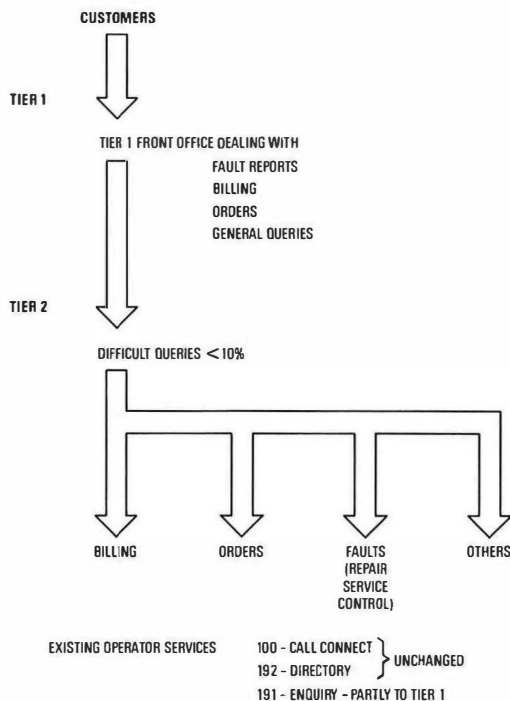 CUSTOMERS
TIER 1
TIER 1 FRONT OFFICE DEALING WITH
FAULT REPORTS
BILLING
ORDERS
GENERAL QUERIES
TIER 2
DIFFICULT QUERIES <10%
BILLING
ORDERS
FAULTS
(REPAIR
SERVICE
CONTROL)
OTHERS
EXISTING OPERATOR SERVICES
100 - CALL CONNECT
192 - DIRECTORY
UNCHANGED
191 - ENQUIRY - PARTLY TO TIER 1